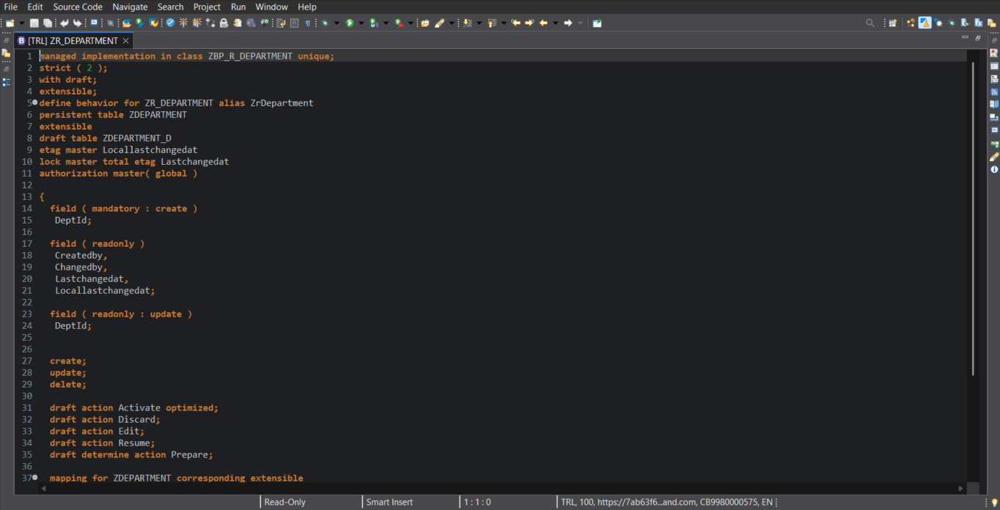 File Edit Source Code Navigate Search Project Run Window Help
[TRL] ZR_DEPARTMENT
1 managed implementation in class ZBP_R_DEPARTMENT unique;
2 strict ( 2 );
3 with draft;
4 extensible;
5 define behavior for ZR_DEPARTMENT alias ZrDepartment
6 persistent table ZDEPARTMENT
7 extensible
8 draft table ZDEPARTMENT_D
9 etag master Locallastchangedat
10 lock master total etag Lastchangedat
11 authorization master( global )
12
13 {
14 field ( mandatory : create )
15 DeptId;
16
17 field ( readonly )
18 Createdby,
19 Changedby,
20 Lastchangedat,
21 Locallastchangedat;
22
23 field ( readonly : update )
24 DeptId;
25
26
27 create;
28 update;
29 delete;
30
31 draft action Activate optimized;
32 draft action Discard;
33 draft action Edit;
34 draft action Resume;
35 draft determine action Prepare;
36
37 mapping for ZDEPARTMENT corresponding extensible
Read-Only Smart Insert 1 : 1 : 0 TRL, 100, https://7ab63f6...and.com, CB9980000575, EN